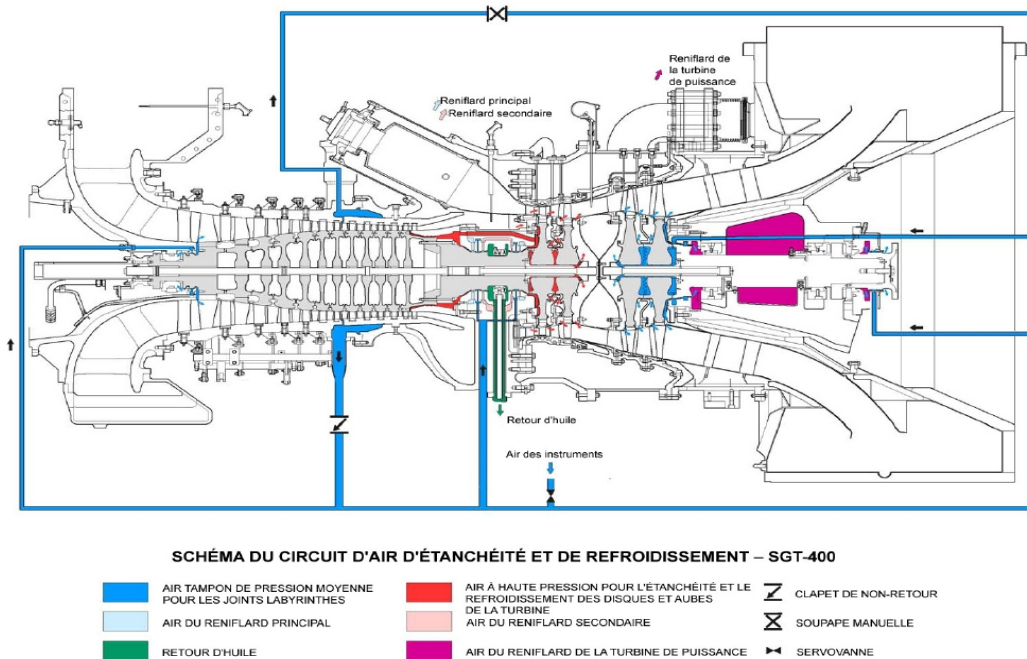 Reniflard de
la turbine
de puissance
Reniflard principal
Reniflard secondaire
Retour d'huile
Air des instruments
SCHÉMA DU CIRCUIT D'AIR D'ÉTANCHÉITÉ ET DE REFROIDISSEMENT – SGT-400
AIR TAMPON DE PRESSION MOYENNE
POUR LES JOINTS LABYRINTHES
AIR DU RENIFLARD PRINCIPAL
RETOUR D'HUILE
AIR À HAUTE PRESSION POUR L'ÉTANCHÉITÉ ET LE
REFROIDISSEMENT DES DISQUES ET AUBES
DE LA TURBINE
AIR DU RENIFLARD SECONDAIRE
AIR DU RENIFLARD DE LA TURBINE DE PUISSANCE
CLAPET DE NON-RETOUR
SOUPAPE MANUELLE
SERVOVANNE